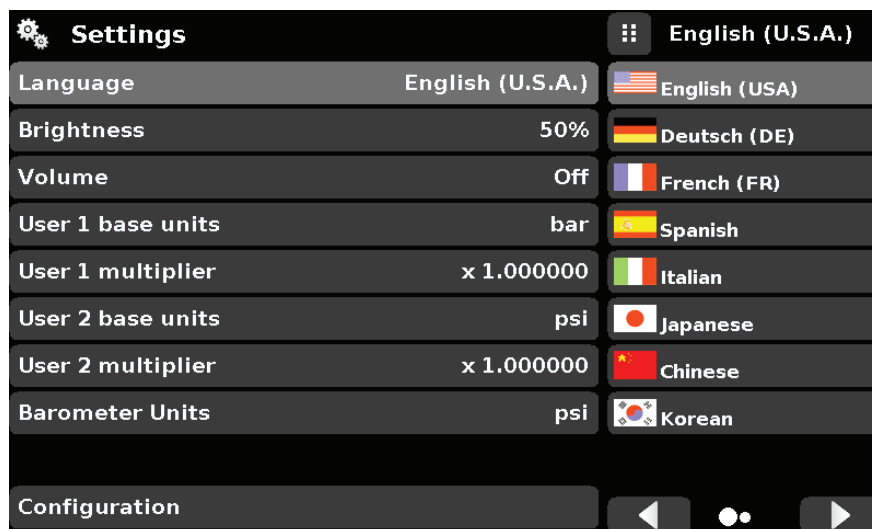 Settings
English (U.S.A.)
Language English (U.S.A.)
English (USA)
Brightness 50%
Deutsch (DE)
Volume Off
French (FR)
User 1 base units bar
Spanish
User 1 multiplier x 1.000000
Italian
User 2 base units psi
Japanese
User 2 multiplier x 1.000000
Chinese
Barometer Units psi
Korean
Configuration